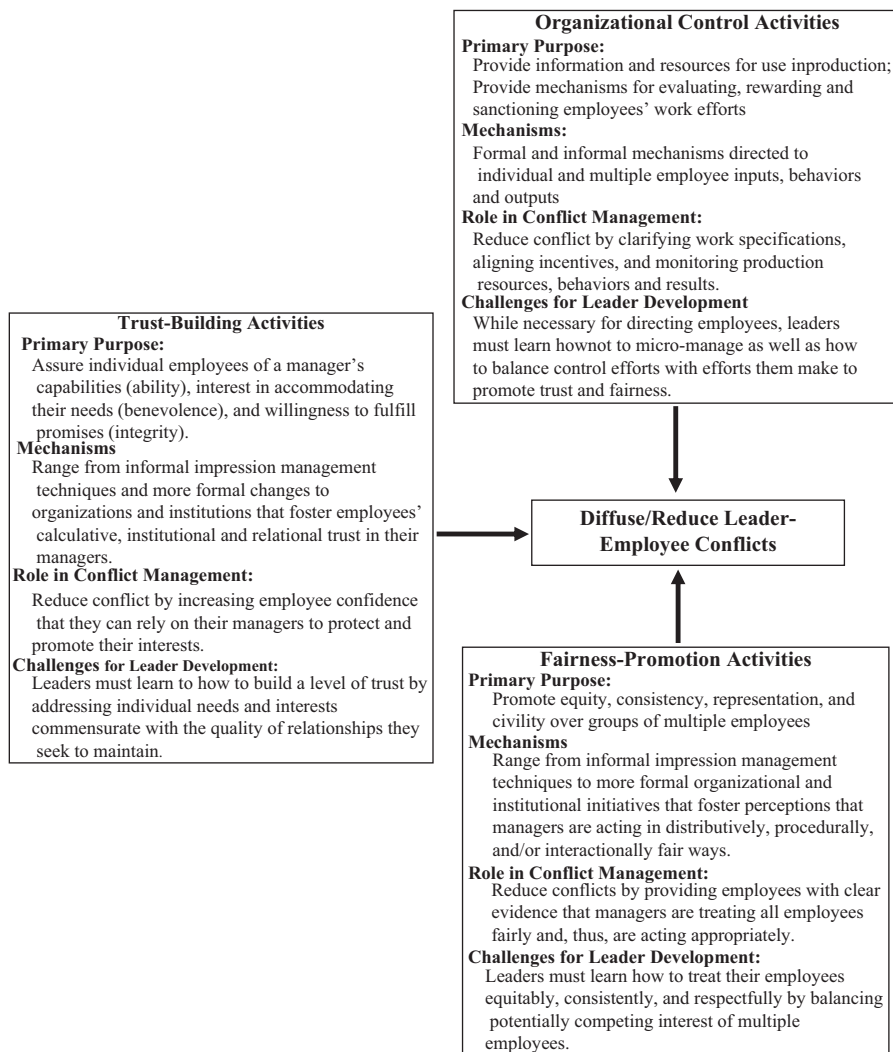 Organizational Control Activities
Primary Purpose:
Provide information and resources for use inproduction;
Provide mechanisms for evaluating, rewarding and
sanctioning employees’ work efforts
Mechanisms:
Formal and informal mechanisms directed to
individual and multiple employee inputs, behaviors
and outputs
Role in Conflict Management:
Reduce conflict by clarifying work specifications,
aligning incentives, and monitoring production
resources, behaviors and results.
Challenges for Leader Development
While necessary for directing employees, leaders
must learn hownot to micro-manage as well as how
to balance control efforts with efforts them make to
promote trust and fairness.
Trust-Building Activities
Primary Purpose:
Assure individual employees of a manager’s
capabilities (ability), interest in accommodating
their needs (benevolence), and willingness to fulfill
promises (integrity).
Mechanisms
Range from informal impression management
techniques and more formal changes to
organizations and institutions that foster employees’
calculative, institutional and relational trust in their
managers.
Role in Conflict Management:
Reduce conflict by increasing employee confidence
that they can rely on their managers to protect and
promote their interests.
Challenges for Leader Development:
Leaders must learn to how to build a level of trust by
addressing individual needs and interests
commensurate with the quality of relationships they
seek to maintain.
Diffuse/Reduce Leader-
Employee Conflicts
Fairness-Promotion Activities
Primary Purpose:
Promote equity, consistency, representation, and
civility over groups of multiple employees
Mechanisms
Range from informal impression management
techniques to more formal organizational and
institutional initiatives that foster perceptions that
managers are acting in distributively, procedurally,
and/or interactionally fair ways.
Role in Conflict Management:
Reduce conflicts by providing employees with clear
evidence that managers are treating all employees
fairly and, thus, are acting appropriately.
Challenges for Leader Development:
Leaders must learn how to treat their employees
equitably, consistently, and respectfully by balancing
potentially competing interest of multiple
employees.